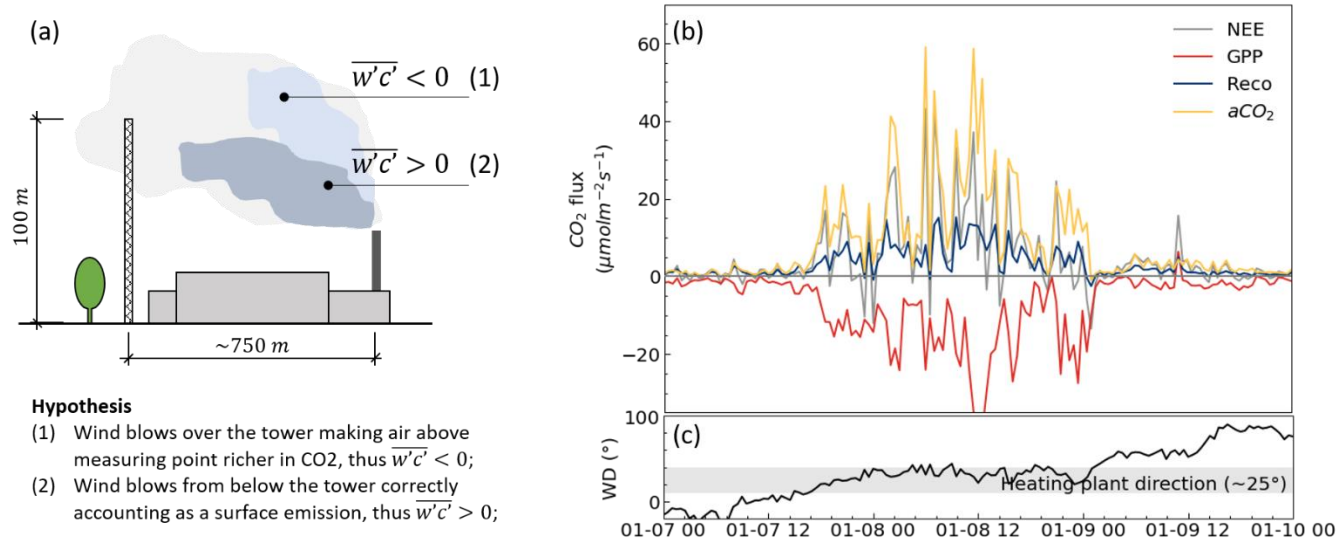 (a)
w'c' < 0 (1)
w'c' > 0 (2)
100 m
~750 m
Hypothesis
(1) Wind blows over the tower making air above
measuring point richer in CO2, thus w'c' < 0;
(2) Wind blows from below the tower correctly
accounting as a surface emission, thus w'c' > 0;
(b)
NEE
GPP
Reco
aCO₂
CO₂ flux
(μmolm⁻²s⁻¹)
60
40
20
0
−20
(c)
WD (°)
100
0
Heating plant direction (~25°)
01-07 00 01-07 12 01-08 00 01-08 12 01-09 00 01-09 12 01-10 00